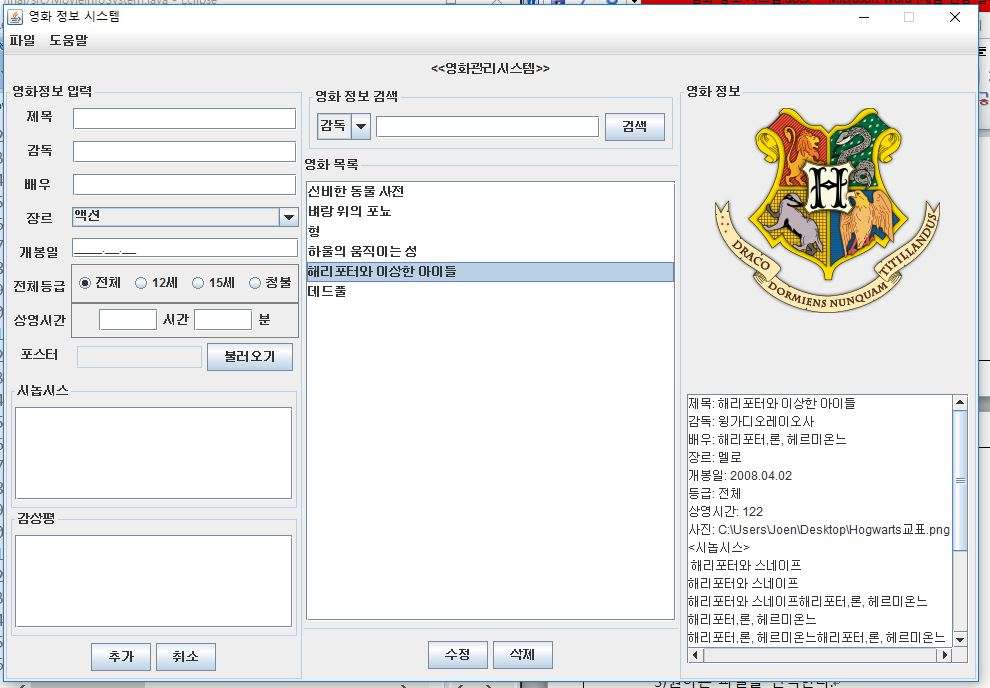 영화 정보 시스템
파일 도움말
<<영화관리시스템>>
영화정보 입력
제목
감독
배우
장르 액션
개봉일 ____.__.__
전체등급 전체 12세 15세 청불
상영시간 시간 분
포스터 불러오기
시놉시스
감상평
추가 취소
영화 정보 검색
감독 검색
영화 목록
신비한 동물 사전
벼랑 위의 포뇨
형
하울의 움직이는 성
해리포터와 이상한 아이들
데드풀
수정 삭제
영화 정보
H
DRACO DORMIENS NUNQUAM TITILLANDUS
제목: 해리포터와 이상한 아이들
감독: 윙가디오레이오사
배우: 해리포터,론, 헤르미온느
장르: 멜로
개봉일: 2008.04.02
등급: 전체
상영시간: 122
사진: C:\Users\Joen\Desktop\Hogwarts교표.png
<시놉시스>
해리포터와 스네이프
해리포터와 스네이프
해리포터와 스네이프해리포터,론, 헤르미온느
해리포터,론, 헤르미온느
해리포터,론, 헤르미온느해리포터,론, 헤르미온느